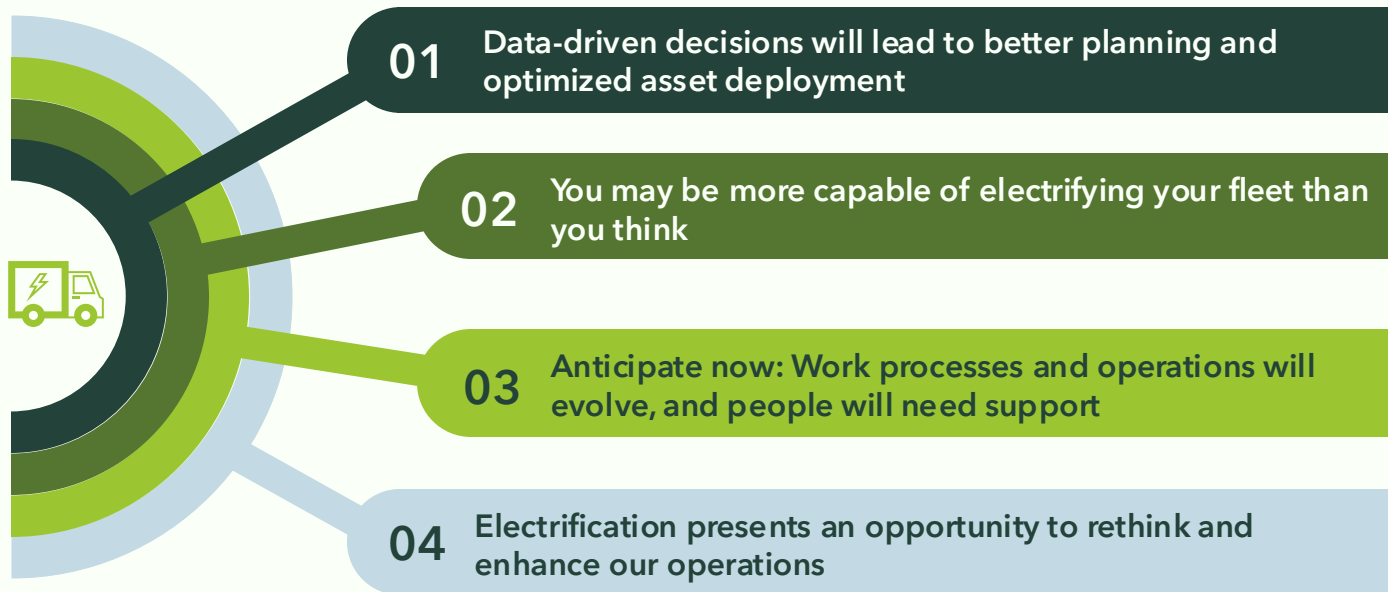 01
Data-driven decisions will lead to better planning and
optimized asset deployment
02
You may be more capable of electrifying your fleet than
you think
03
Anticipate now: Work processes and operations will
evolve, and people will need support
04
Electrification presents an opportunity to rethink and
enhance our operations